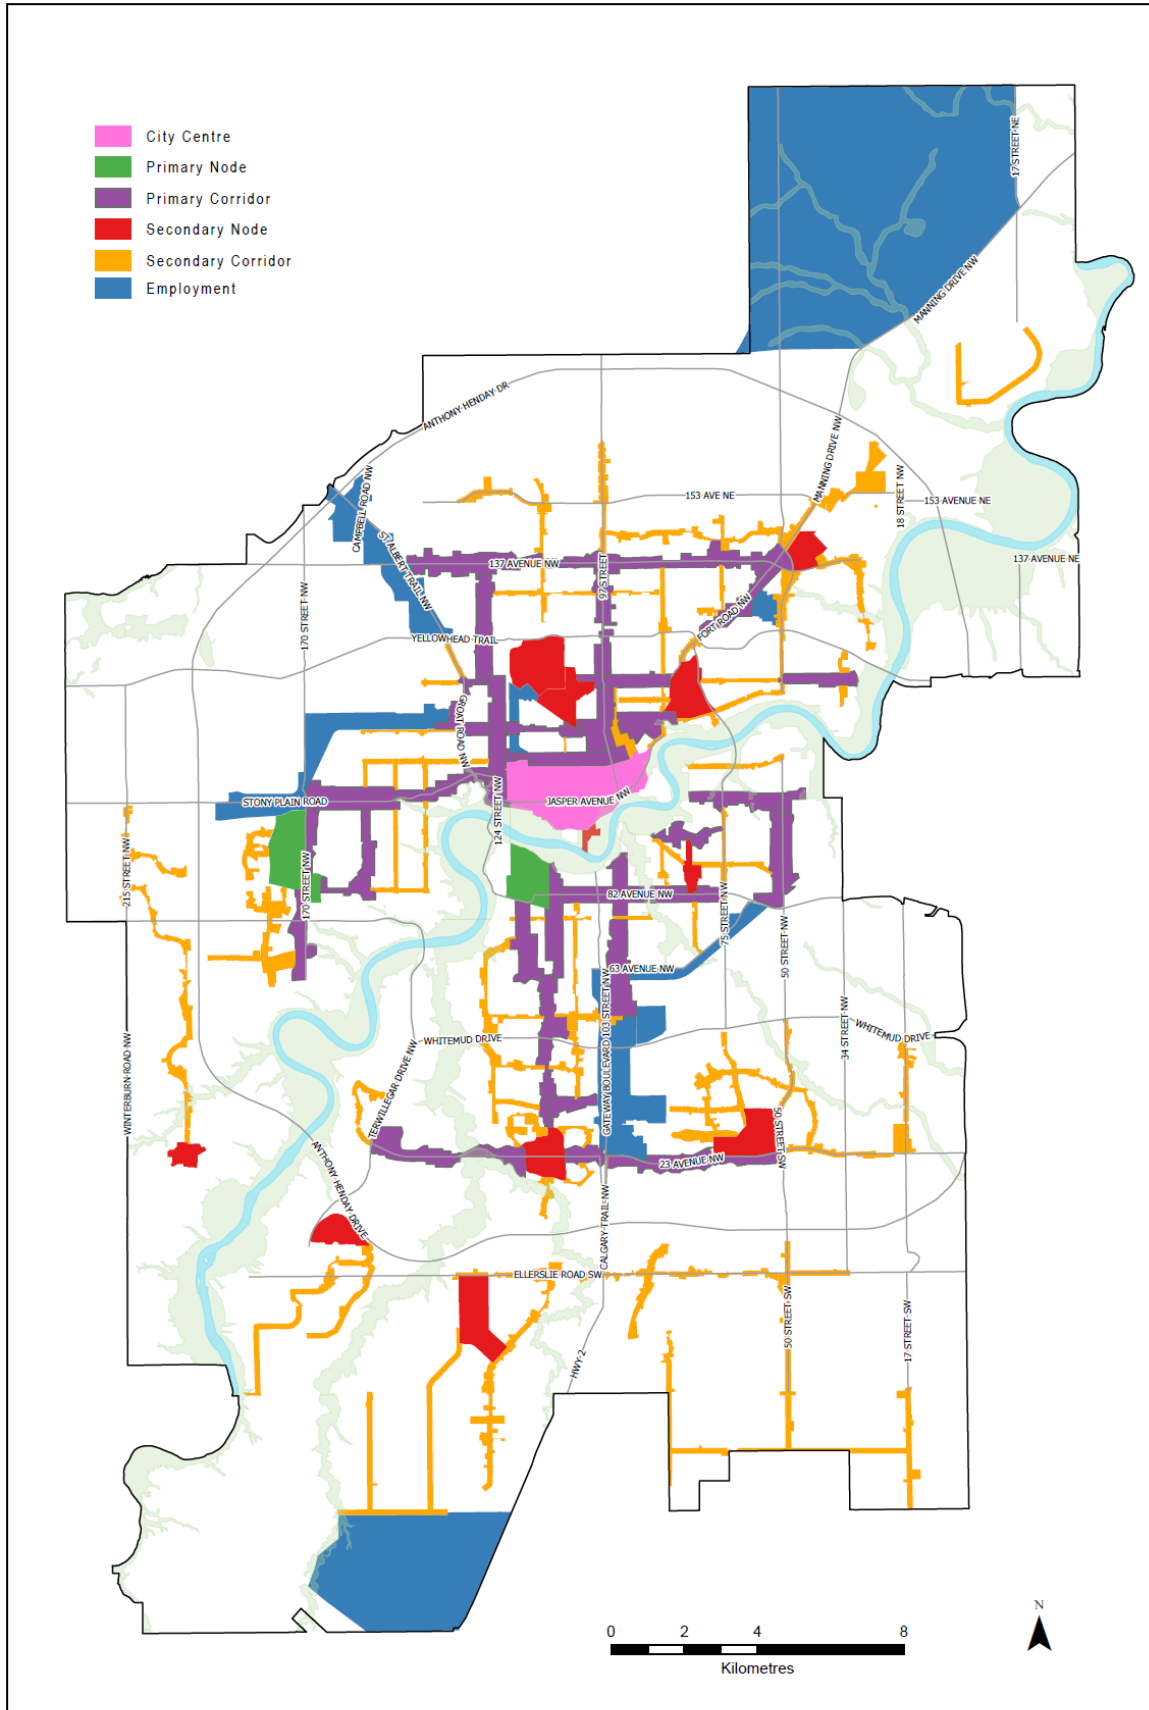 City Centre
Primary Node
Primary Corridor
Secondary Node
Secondary Corridor
Employment
17 STREET NE
MANNING DRIVE NW
ANTHONY HENDAY DR
MANNING DRIVE NW
CAMPBELL ROAD NW
153 AVE NE
18 STREET NW
153 AVENUE NE
ST ALBERT TRAIL NW
137 AVENUE NW
97 STREET
137 AVENUE NE
170 STREET NW
FORT ROAD NW
YELLOWHEAD TRAIL
GROAT ROAD NW
STONY PLAIN ROAD
JASPER AVENUE NW
124 STREET NW
215 STREET NW
170 STREET NW
82 AVENUE NW
75 STREET NW
50 STREET NW
63 AVENUE NW
103 STREET NW
34 STREET NW
WHITEMUD DRIVE
WHITEMUD DRIVE
WINTERBURN ROAD NW
TERWILLEGAR DRIVE NW
GATEWAY BOULEVARD
50 STREET SW
23 AVENUE NW
ANTHONY HENDAY DRIVE
CALGARY TRAIL NW
ELLERSLIE ROAD SW
50 STREET SW
17 STREET SW
HWY 2
N
0 2 4 8
Kilometres